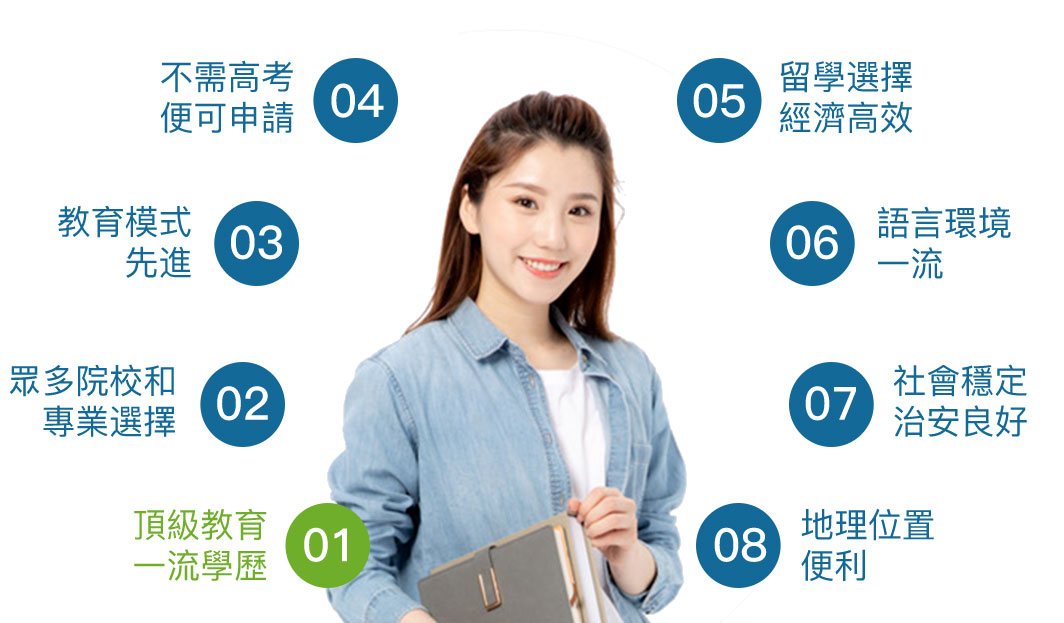 不需高考
便可申請
04
05
留學選擇
經濟高效
教育模式
先進
03
06
語言環境
一流
眾多院校和
專業選擇
02
07
社會穩定
治安良好
頂級教育
一流學歷
01
08
地理位置
便利